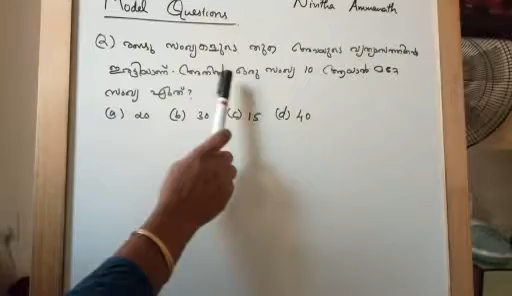 Model Questions Nivitha Ammanath
(2) രണ്ടു സംഖ്യകളുടെ തുക അവയുടെ വ്യത്യാസത്തിന്റെ
ഇരട്ടിയാണ്. അതിൽ ഒരു സംഖ്യ 10 ആയാൽ മറ്റേ
സംഖ്യ ഏത്?
(a) 20 (b) 30 (c) 15 (d) 40